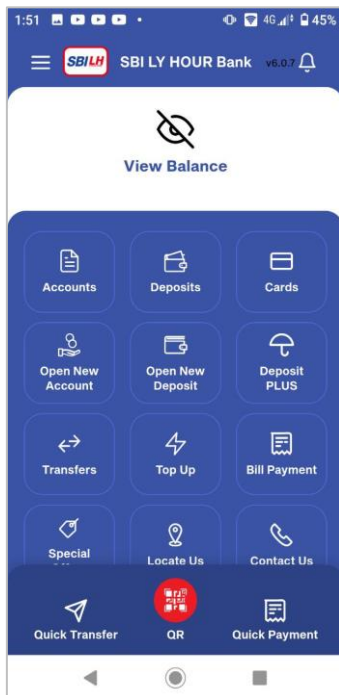 1:51
4G
45%
SBILH
SBI LY HOUR Bank
v6.0.7
View Balance
Accounts
Deposits
Cards
Open New
Account
Open New
Deposit
Deposit
PLUS
Transfers
Top Up
Bill Payment
Special
Locate Us
Contact Us
Quick Transfer
QR
Quick Payment